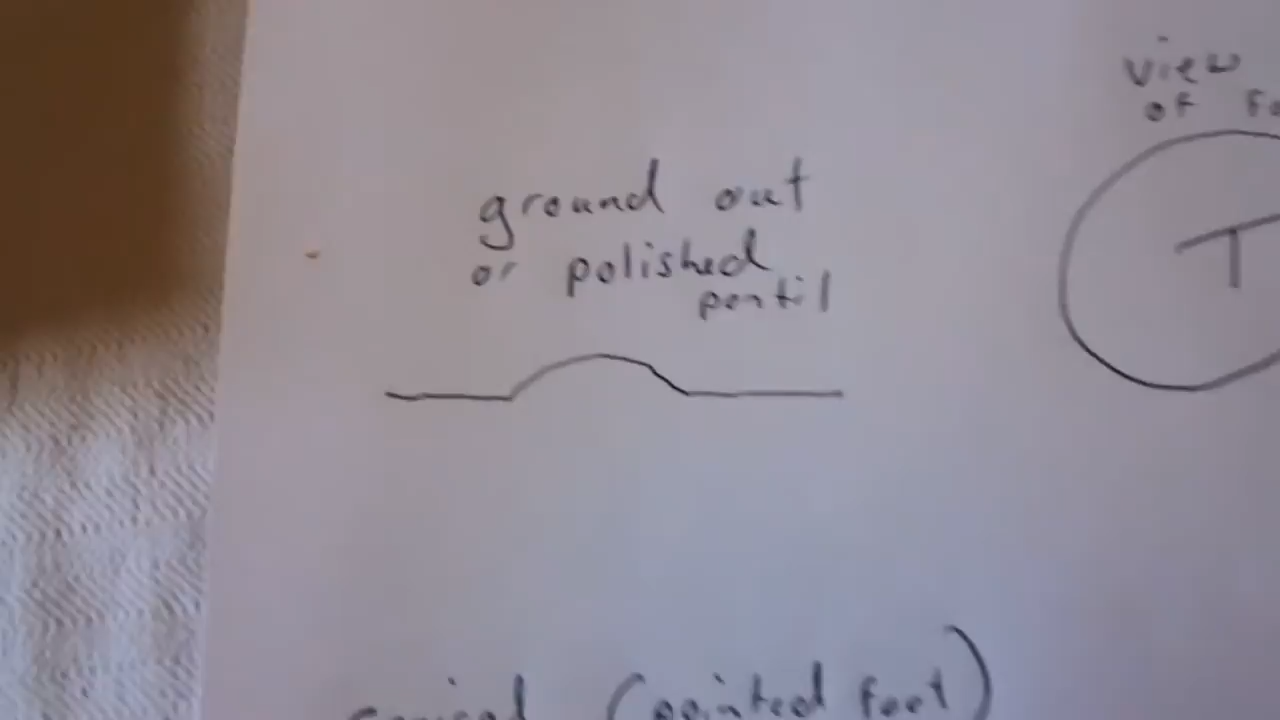 ground out
or polished
pontil
view
of
T
(pointed foot)